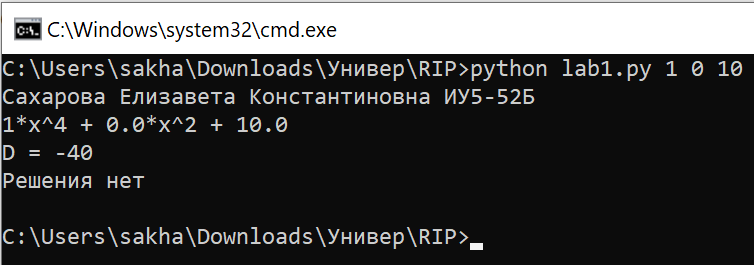 C:\Windows\system32\cmd.exe
C:\Users\sakha\Downloads\Универ\RIP>python lab1.py 1 0 10
Сахарова Елизавета Константиновна ИУ5-52Б
1*x^4 + 0.0*x^2 + 10.0
D = -40
Решения нет
C:\Users\sakha\Downloads\Универ\RIP>